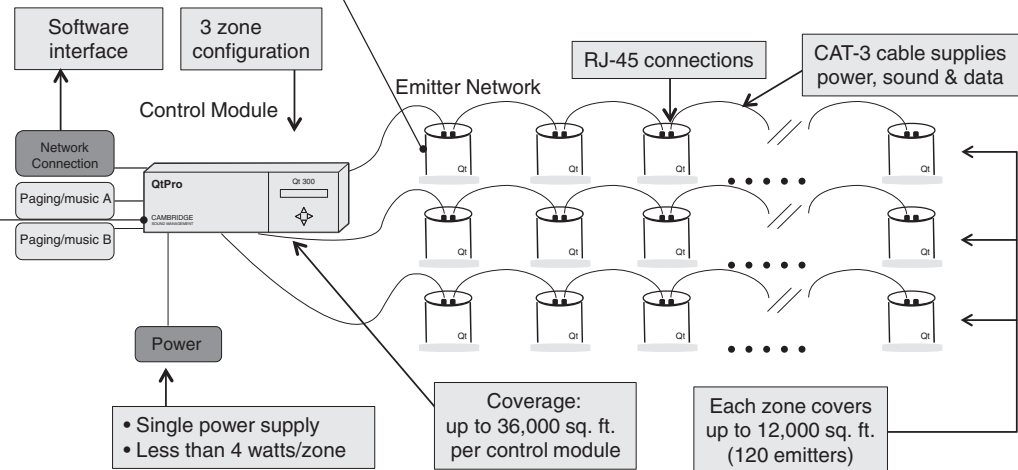 Software
interface
3 zone
configuration
RJ-45 connections
CAT-3 cable supplies
power, sound & data
Emitter Network
Control Module
Network
Connection
Paging/music A
Paging/music B
QtPro
Qt 300
CAMBRIDGE
SOUND MANAGEMENT
Qt
Qt
Qt
Qt
Qt
Qt
Qt
Qt
Qt
Qt
Qt
Qt
Power
• Single power supply
• Less than 4 watts/zone
Coverage:
up to 36,000 sq. ft.
per control module
Each zone covers
up to 12,000 sq. ft.
(120 emitters)